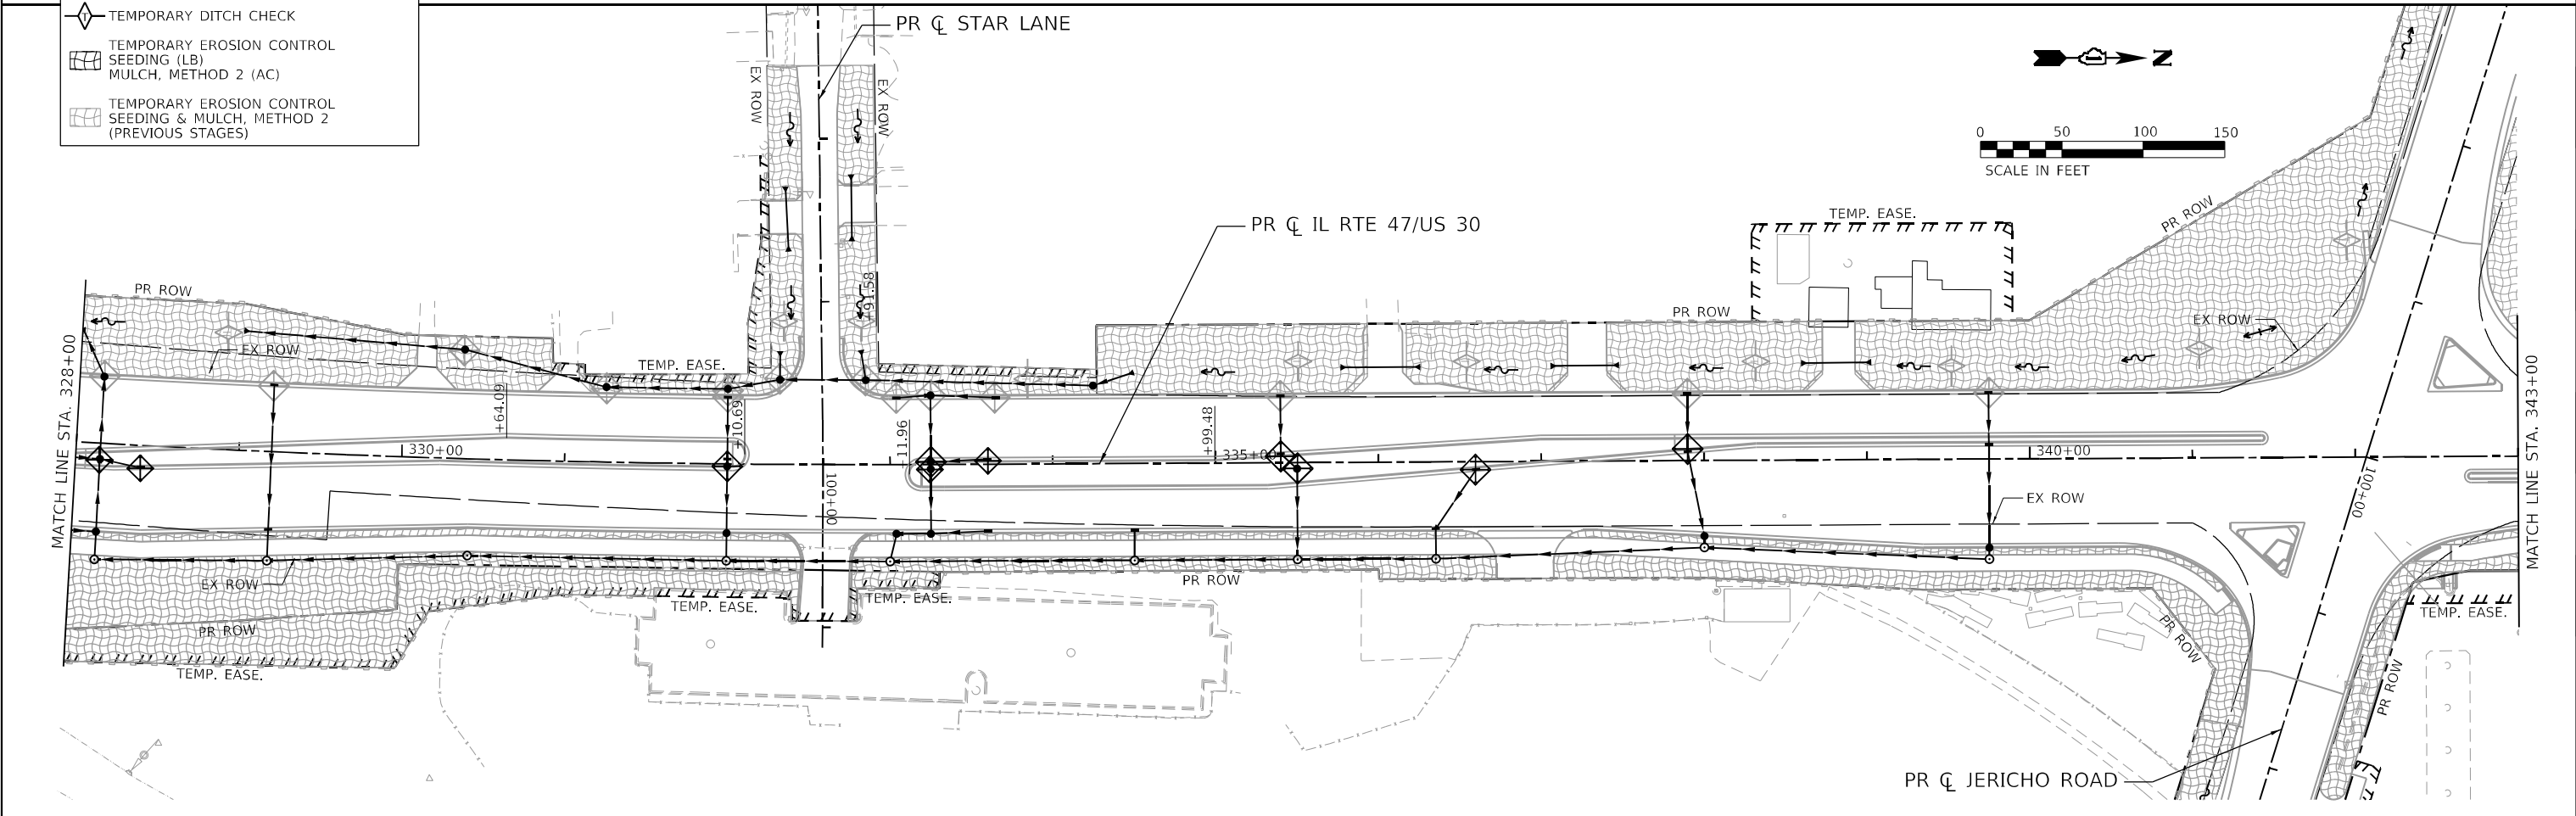 TEMPORARY DITCH CHECK
TEMPORARY EROSION CONTROL
SEEDING (LB)
MULCH, METHOD 2 (AC)
TEMPORARY EROSION CONTROL
SEEDING & MULCH, METHOD 2
(PREVIOUS STAGES)
PR ℄ STAR LANE
N
0 50 100 150
SCALE IN FEET
EX ROW
EX ROW
PR ℄ IL RTE 47/US 30
TEMP. EASE.
PR ROW
PR ROW
PR ROW
EX ROW
EX ROW
TEMP. EASE.
+91.58
MATCH LINE STA. 328+00
+64.09
+10.69
+11.96
+99.48
330+00
335+00
340+00
100+00
100+00
MATCH LINE STA. 343+00
EX ROW
EX ROW
PR ROW
PR ROW
TEMP. EASE.
TEMP. EASE.
TEMP. EASE.
TEMP. EASE.
PR ROW
PR ROW
PR ℄ JERICHO ROAD